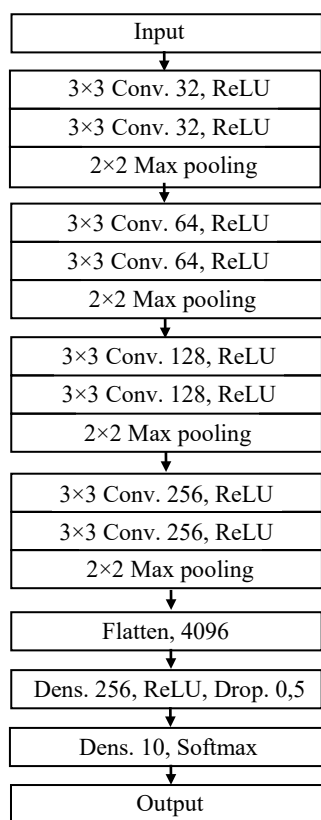 Input
3×3 Conv. 32, ReLU
3×3 Conv. 32, ReLU
2×2 Max pooling
3×3 Conv. 64, ReLU
3×3 Conv. 64, ReLU
2×2 Max pooling
3×3 Conv. 128, ReLU
3×3 Conv. 128, ReLU
2×2 Max pooling
3×3 Conv. 256, ReLU
3×3 Conv. 256, ReLU
2×2 Max pooling
Flatten, 4096
Dens. 256, ReLU, Drop. 0,5
Dens. 10, Softmax
Output